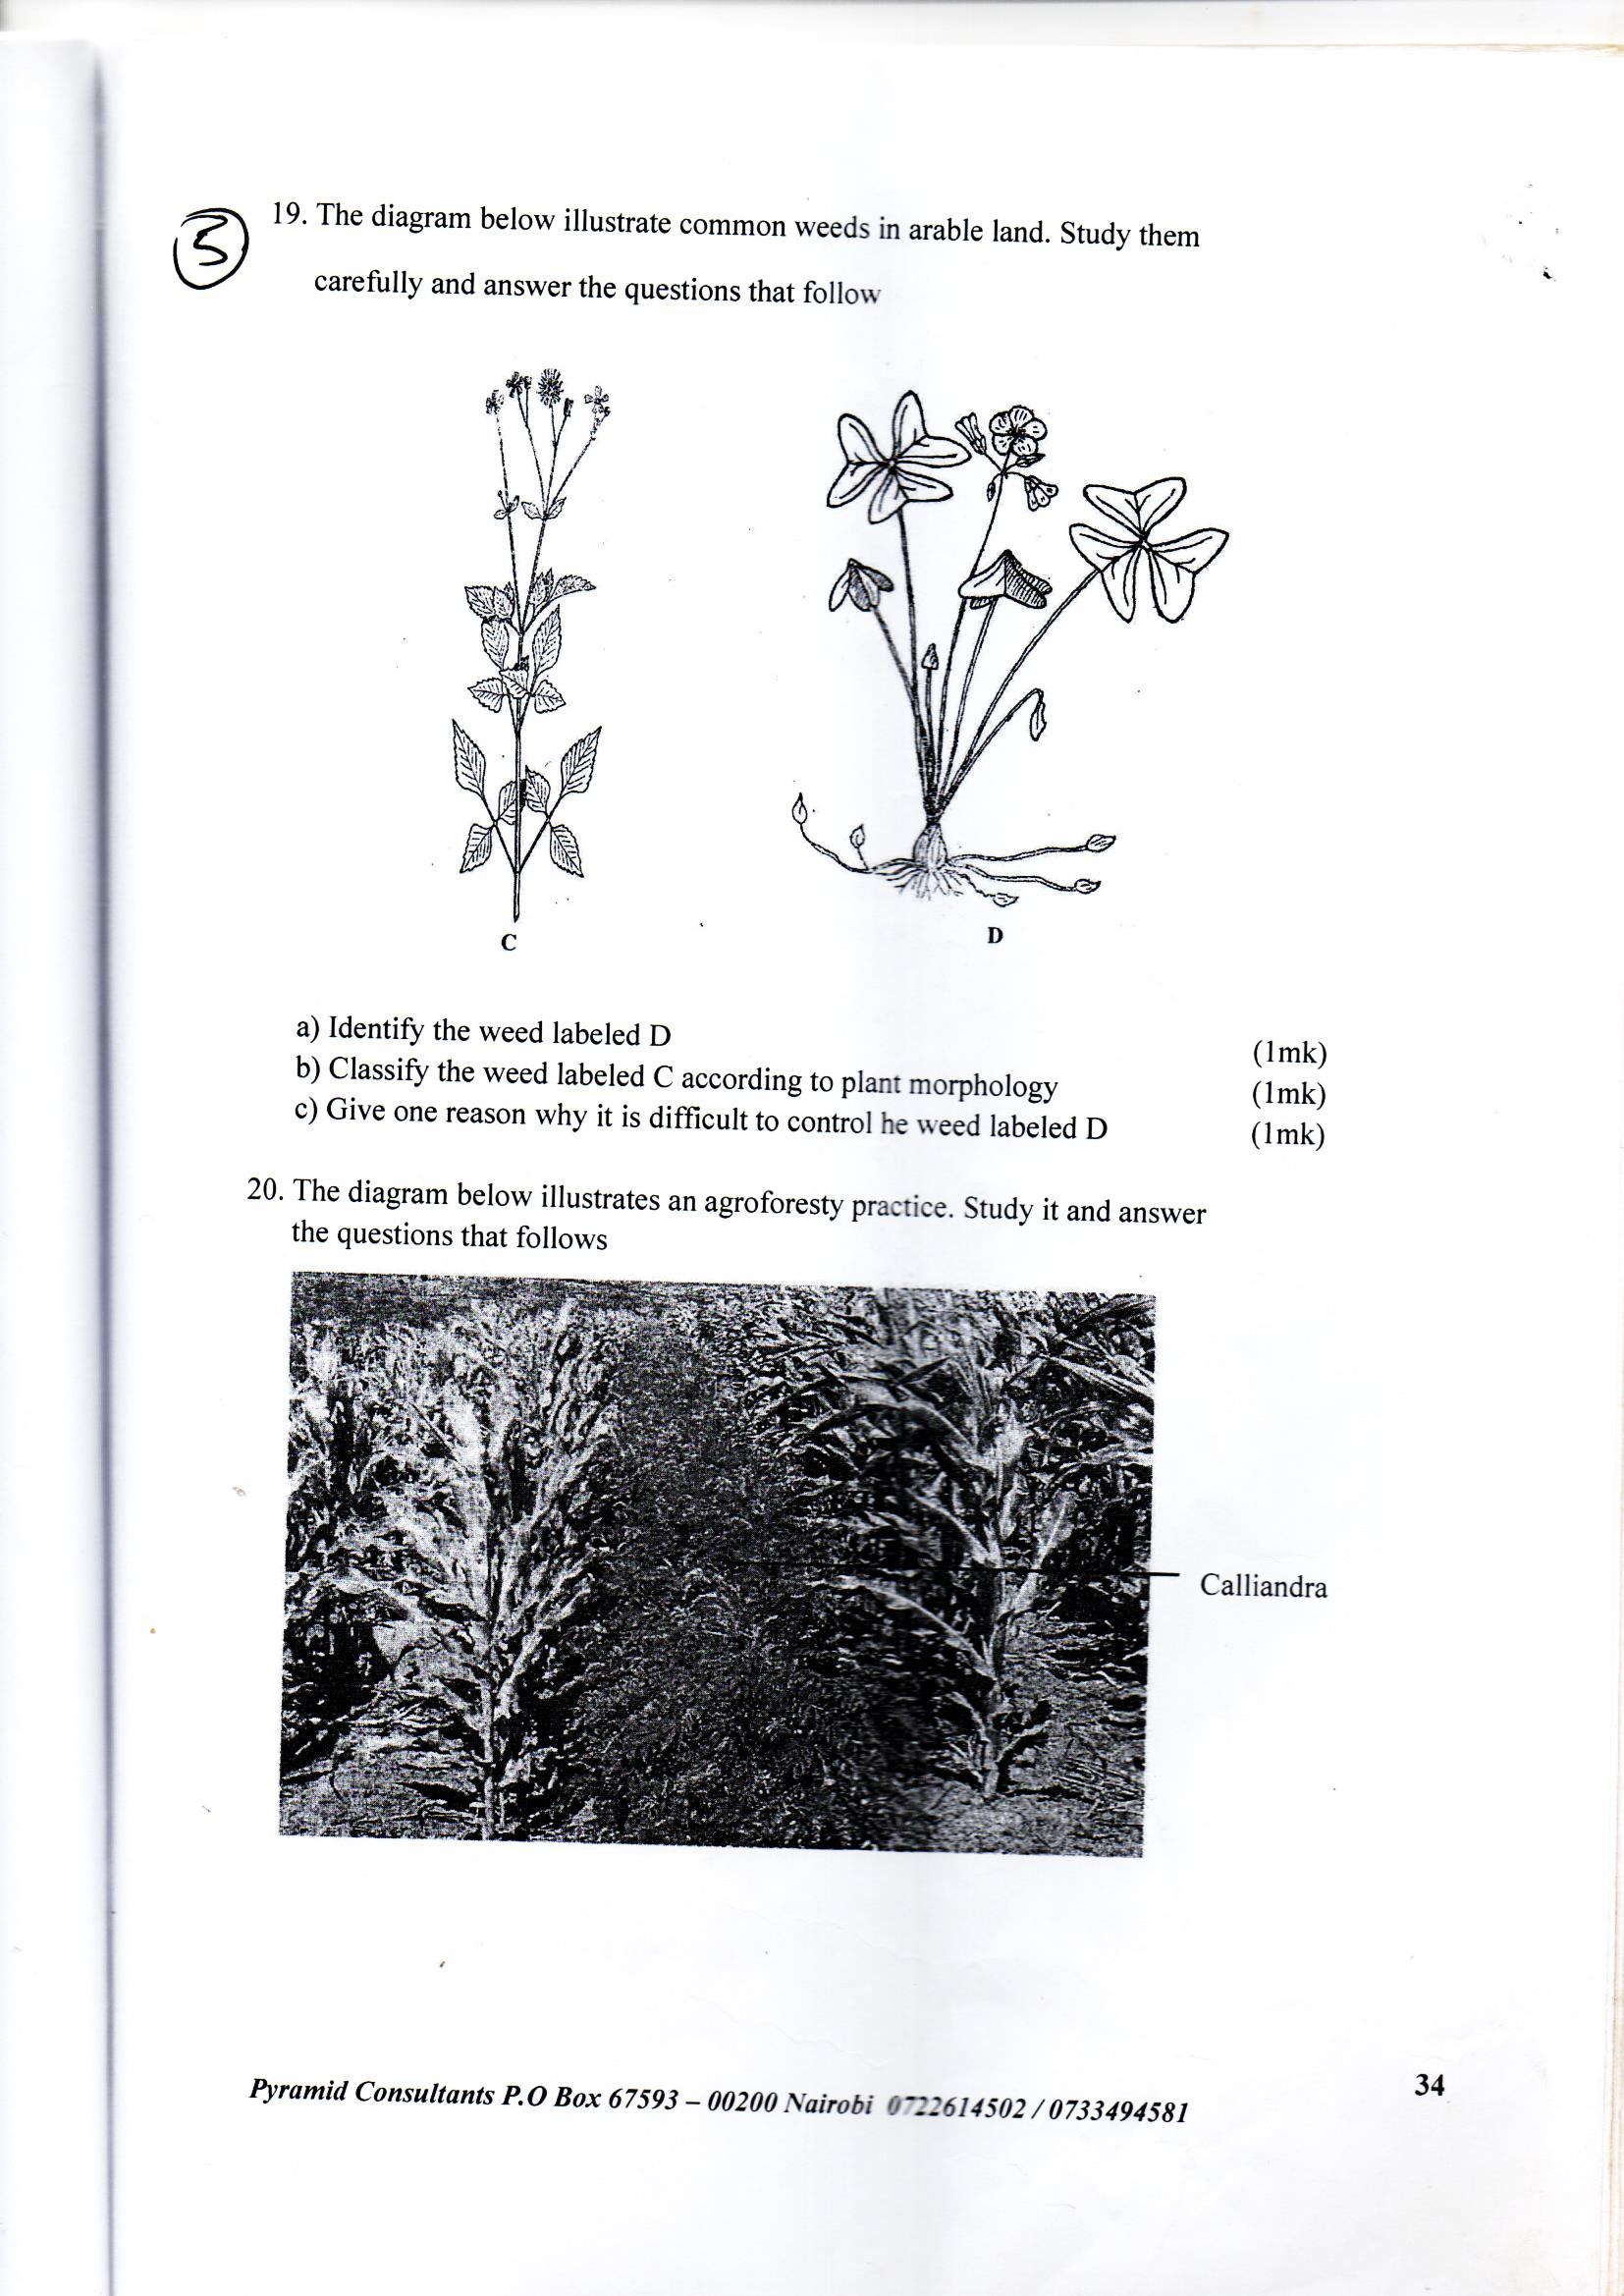 3
19. The diagram below illustrate common weeds in arable land. Study them
carefully and answer the questions that follow
C
D
a) Identify the weed labeled D (1mk)
b) Classify the weed labeled C according to plant morphology (1mk)
c) Give one reason why it is difficult to control he weed labeled D (1mk)
20. The diagram below illustrates an agroforesty practice. Study it and answer
the questions that follows
Calliandra
34
Pyramid Consultants P.O Box 67593 – 00200 Nairobi 0722614502 / 0733494581